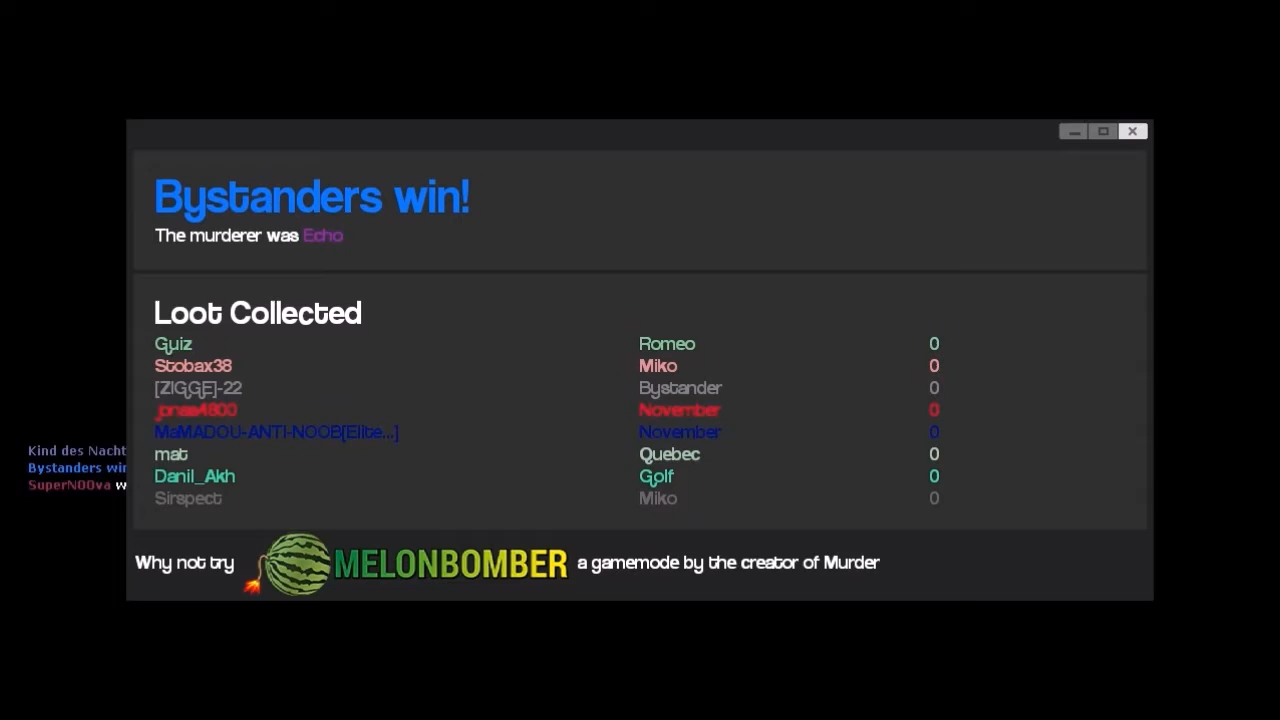 Bystanders win!
The murderer was Echo
Loot Collected
Guiz Romeo 0
Stobax38 Miko 0
[ZIGGE]-22 Bystander 0
jonas4800 November 0
MaMADOU-ANTI-NOOB[Elite...] November 0
mat Quebec 0
Danil_Akh Golf 0
Sirspect Miko 0
Kind des Nacht
Bystanders win
SuperN00va w
Why not try MELONBOMBER a gamemode by the creator of Murder